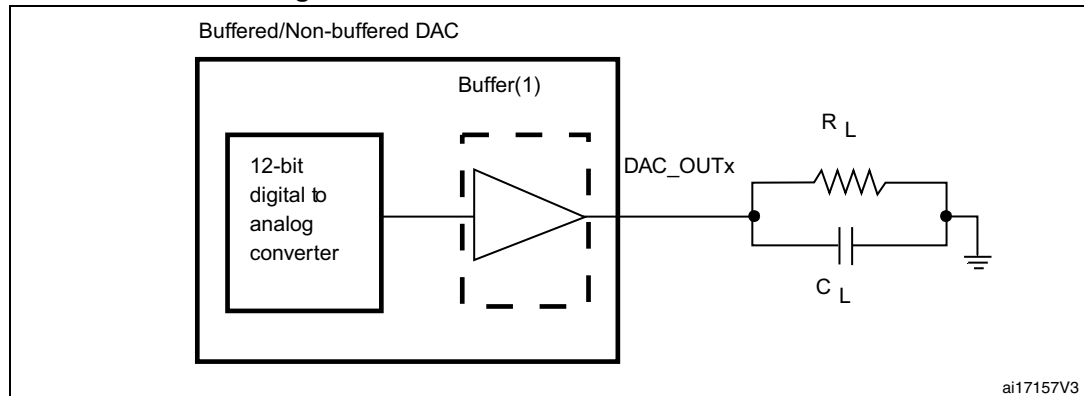 Buffered/Non-buffered DAC
Buffer(1)
12-bit
digital to
analog
converter
DAC_OUTx
R L
C L
ai17157V3